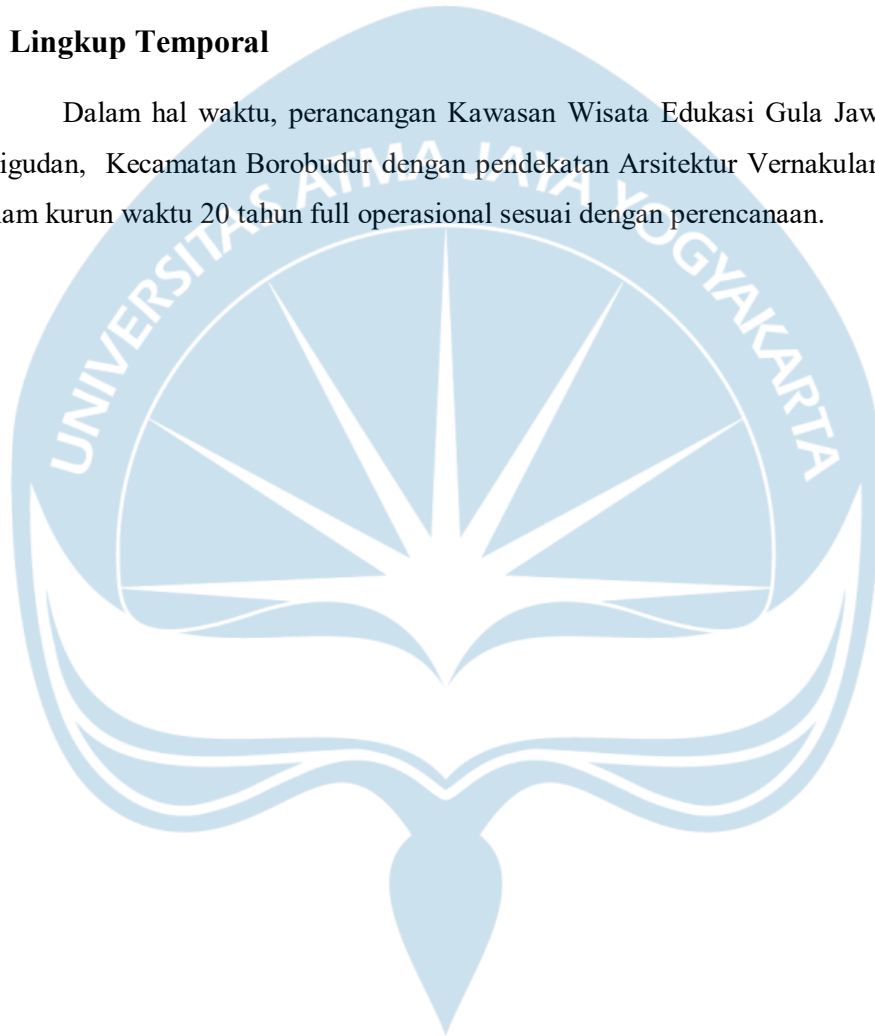 Lingkup Temporal
Dalam hal waktu, perancangan Kawasan Wisata Edukasi Gula Jaw
igudan, Kecamatan Borobudur dengan pendekatan Arsitektur Vernakular
am kurun waktu 20 tahun full operasional sesuai dengan perencanaan.
UNIVERSITAS ATMA JAYA YOGYAKARTA